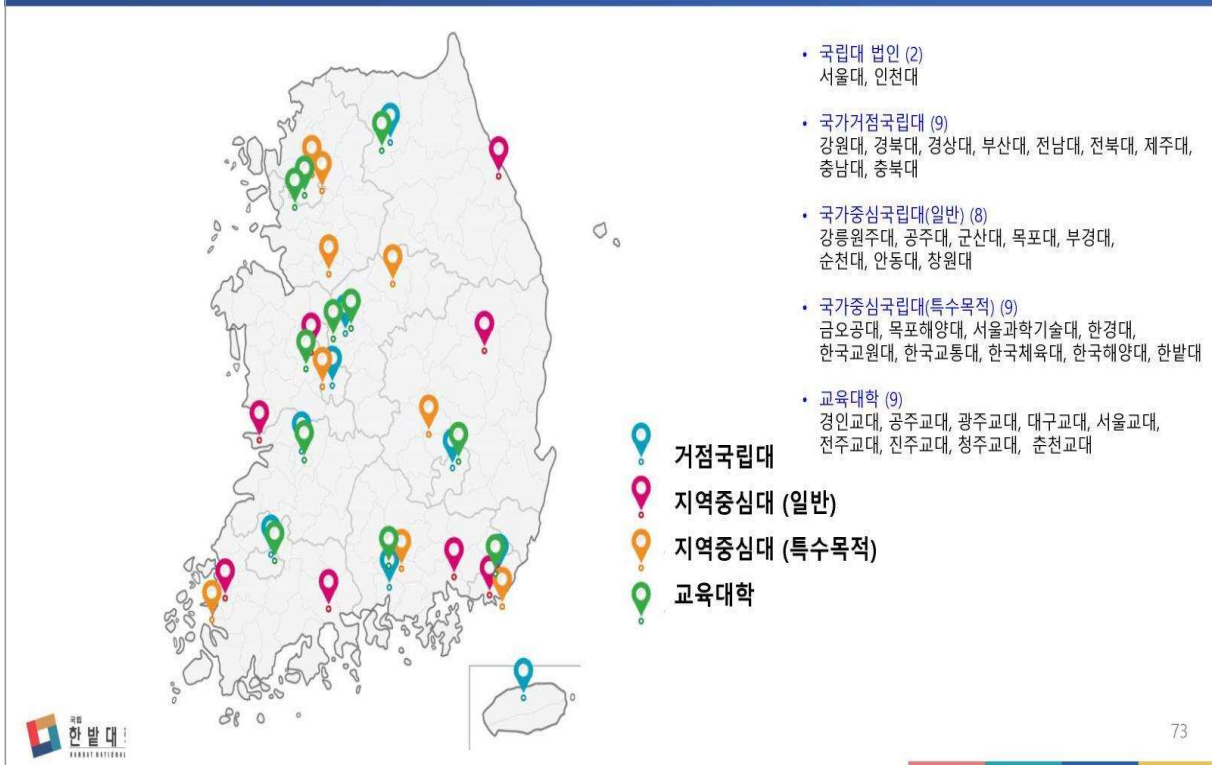 • 국립대 법인 (2)
서울대, 인천대
• 국가거점국립대 (9)
강원대, 경북대, 경상대, 부산대, 전남대, 전북대, 제주대,
충남대, 충북대
• 국가중심국립대(일반) (8)
강릉원주대, 공주대, 군산대, 목포대, 부경대,
순천대, 안동대, 창원대
• 국가중심국립대(특수목적) (9)
금오공대, 목포해양대, 서울과학기술대, 한경대,
한국교원대, 한국교통대, 한국체육대, 한국해양대, 한밭대
• 교육대학 (9)
경인교대, 공주교대, 광주교대, 대구교대, 서울교대,
전주교대, 진주교대, 청주교대, 춘천교대
거점국립대
지역중심대 (일반)
지역중심대 (특수목적)
교육대학
국립
한밭대
HANBAT NATIONAL
73